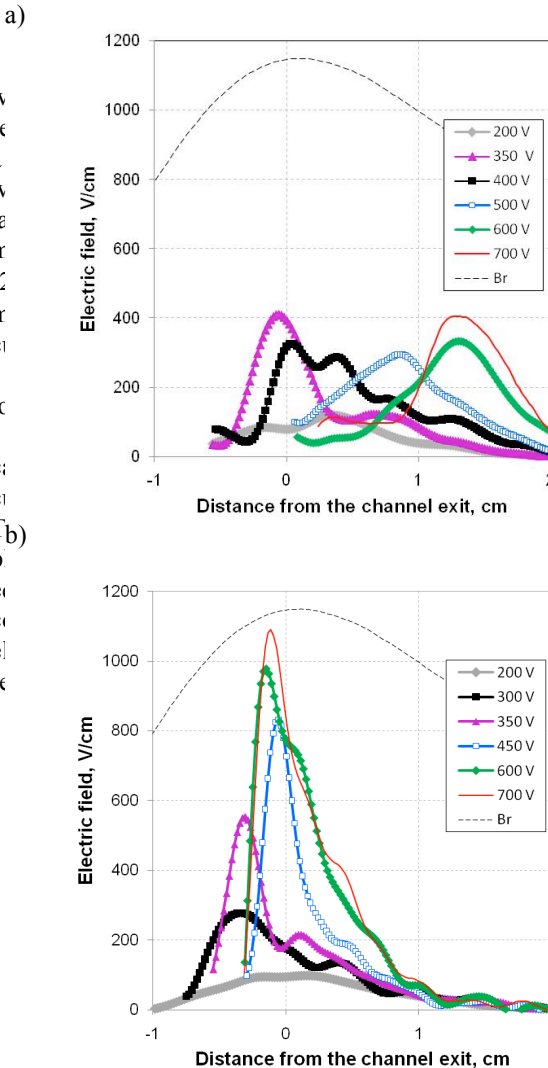 a)
1200
1000
800
600
400
200
0
Electric field, V/cm
200 V
350 V
400 V
500 V
600 V
700 V
Br
-1 0 1 2
Distance from the channel exit, cm
b)
1200
1000
800
600
400
200
0
Electric field, V/cm
200 V
300 V
350 V
450 V
600 V
700 V
Br
-1 0 1 2
Distance from the channel exit, cm